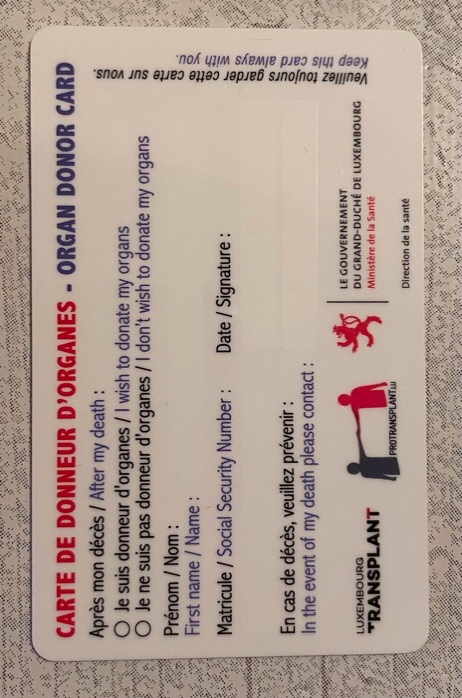 CARTE DE DONNEUR D'ORGANES - ORGAN DONOR CARD
Après mon décès / After my death :
Je suis donneur d'organes / I wish to donate my organs
Je ne suis pas donneur d'organes / I don't wish to donate my organs
Prénom / Nom :
First name / Name :
Matricule / Social Security Number : Date / Signature :
En cas de décès, veuillez prévenir :
In the event of my death please contact :
LUXEMBOURG
TRANSPLANT
PROTRANSPLANT.LU
LE GOUVERNEMENT
DU GRAND-DUCHÉ DE LUXEMBOURG
Ministère de la Santé
Direction de la santé
Veuillez toujours garder cette carte sur vous.
Keep this card always with you.